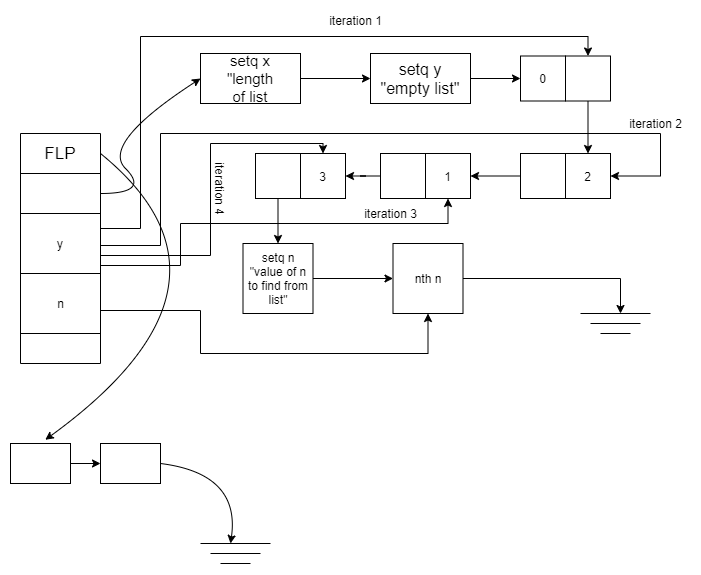 iteration 1
setq x
"length
of list
setq y
"empty list"
0
iteration 2
FLP
3
1
2
iteration 4
iteration 3
y
setq n
"value of n
to find from
list"
nth n
n